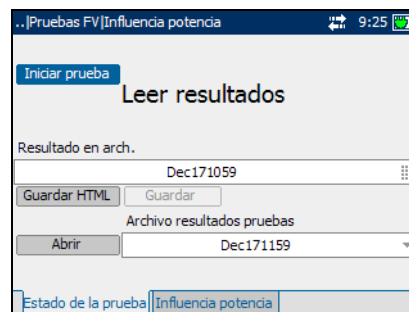 ..|Pruebas FV|Influencia potencia 9:25
Iniciar prueba
Leer resultados
Resultado en arch.
Dec171059
Guardar HTML Guardar
Archivo resultados pruebas
Abrir Dec171159
Estado de la prueba Influencia potencia